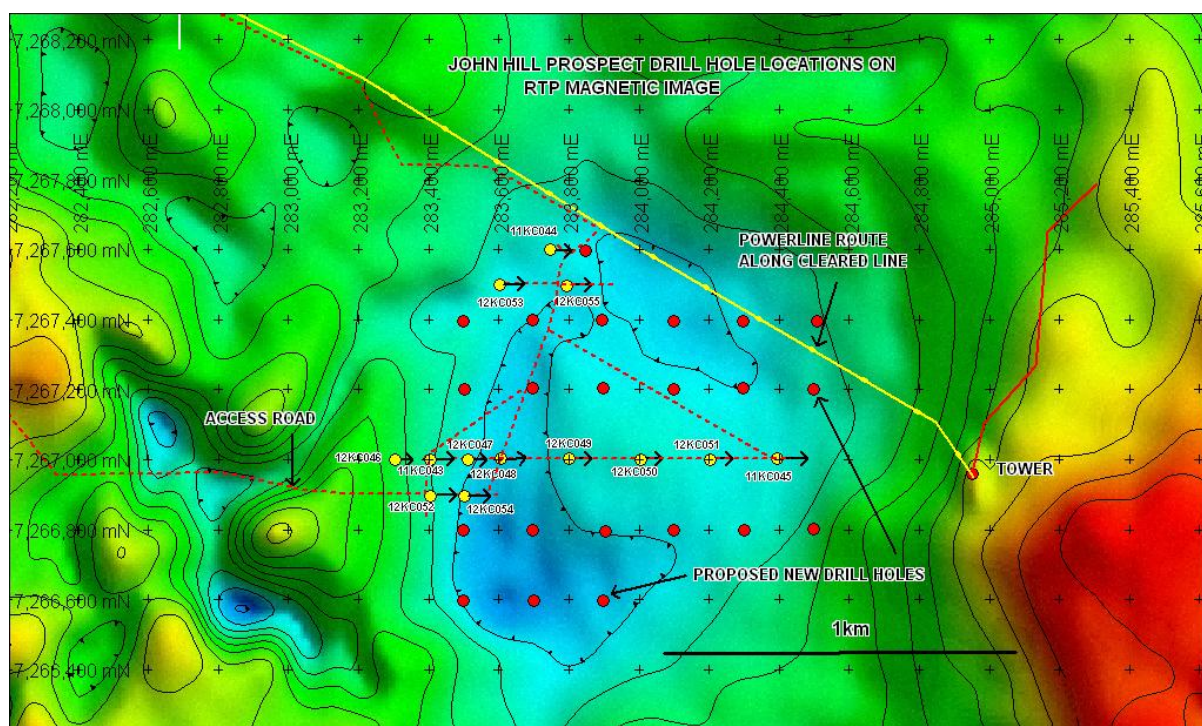 JOHN HILL PROSPECT DRILL HOLE LOCATIONS ON
RTP MAGNETIC IMAGE
7,268,200 mN
7,268,000 mN
7,267,800 mN
7,267,600 mN
7,267,400 mN
7,267,200 mN
7,267,000 mN
7,266,800 mN
7,266,600 mN
7,266,400 mN
282,400 mE
282,600 mE
282,800 mE
283,000 mE
283,200 mE
283,400 mE
283,600 mE
283,800 mE
284,000 mE
284,200 mE
284,400 mE
284,600 mE
284,800 mE
285,000 mE
285,200 mE
285,400 mE
11KC044
POWERLINE ROUTE
ALONG CLEARED LINE
12KC053
12KC055
ACCESS ROAD
12KC046
11KC043
12KC047
12KC048
12KC049
12KC050
12KC051
11KC045
12KC052
12KC054
TOWER
PROPOSED NEW DRILL HOLES
1km